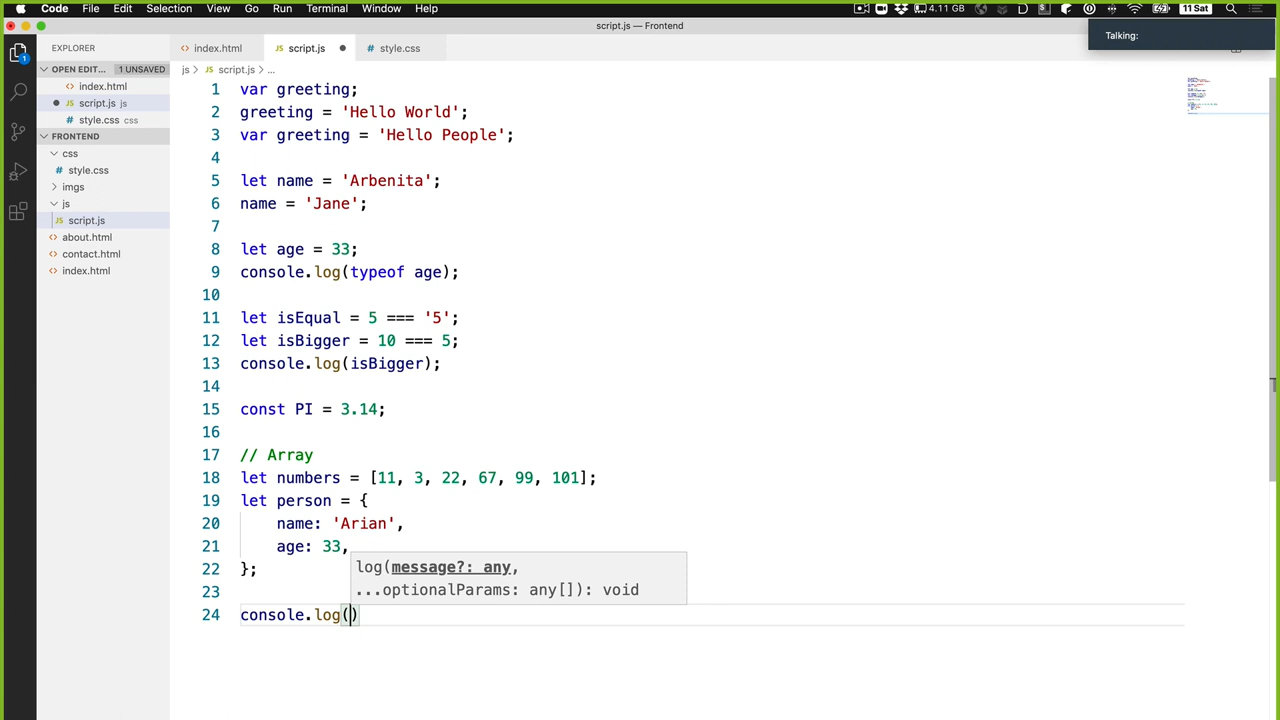 Code File Edit Selection View Go Run Terminal Window Help 4.11 GB 11 Sat
script.js — Frontend
Talking:
EXPLORER
OPEN EDIT... 1 UNSAVED
index.html
JS script.js js
# style.css css
FRONTEND
css
# style.css
imgs
js
JS script.js
about.html
contact.html
index.html
1
index.html JS script.js # style.css
js > JS script.js > ...
1 var greeting;
2 greeting = 'Hello World';
3 var greeting = 'Hello People';
4
5 let name = 'Arbenita';
6 name = 'Jane';
7
8 let age = 33;
9 console.log(typeof age);
10
11 let isEqual = 5 === '5';
12 let isBigger = 10 === 5;
13 console.log(isBigger);
14
15 const PI = 3.14;
16
17 // Array
18 let numbers = [11, 3, 22, 67, 99, 101];
19 let person = {
20 name: 'Arian',
21 age: 33,
22 };
23
24 console.log()
log(message?: any,
...optionalParams: any[]): void